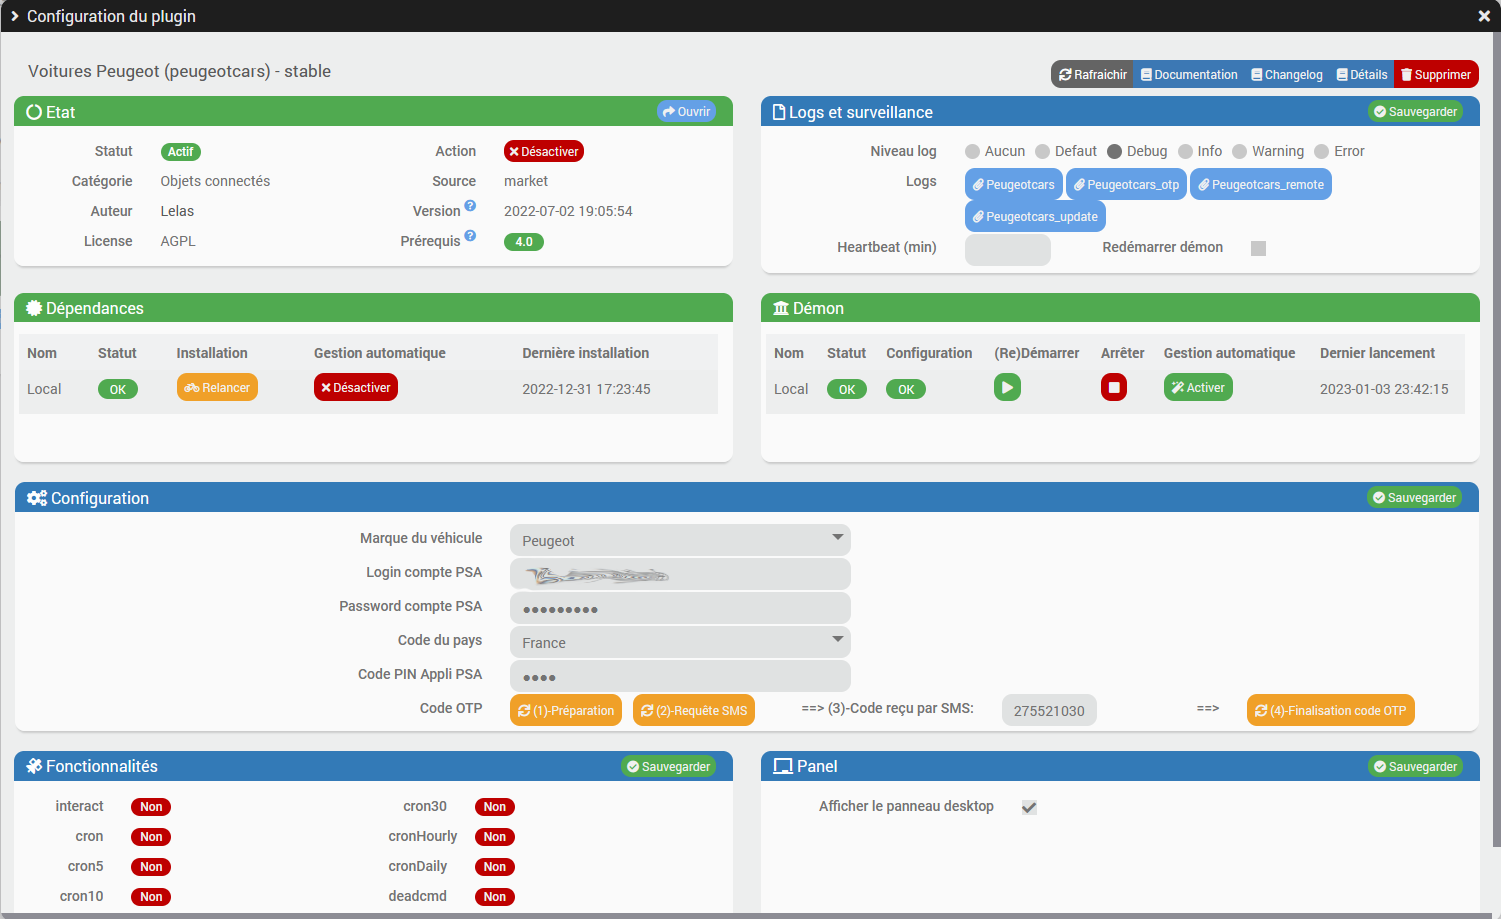 Configuration du plugin
Voitures Peugeot (peugeotcars) - stable
Rafraichir Documentation Changelog Détails Supprimer
Etat
Ouvrir
Statut Actif Action Désactiver
Catégorie Objets connectés Source market
Auteur Lelas Version 2022-07-02 19:05:54
License AGPL Prérequis 4.0
Logs et surveillance
Sauvegarder
Niveau log Aucun Defaut Debug Info Warning Error
Logs Peugeotcars Peugeotcars_otp Peugeotcars_remote
Peugeotcars_update
Heartbeat (min) Redémarrer démon
Dépendances
Nom Statut Installation Gestion automatique Dernière installation
Local OK Relancer Désactiver 2022-12-31 17:23:45
Démon
Nom Statut Configuration (Re)Démarrer Arrêter Gestion automatique Dernier lancement
Local OK OK Activer 2023-01-03 23:42:15
Configuration
Sauvegarder
Marque du véhicule Peugeot
Login compte PSA
Password compte PSA •••••••••
Code du pays France
Code PIN Appli PSA ••••
Code OTP (1)-Préparation (2)-Requête SMS ==> (3)-Code reçu par SMS: 275521030 ==> (4)-Finalisation code OTP
Fonctionnalités
Sauvegarder
interact Non cron30 Non
cron Non cronHourly Non
cron5 Non cronDaily Non
cron10 Non deadcmd Non
Panel
Sauvegarder
Afficher le panneau desktop